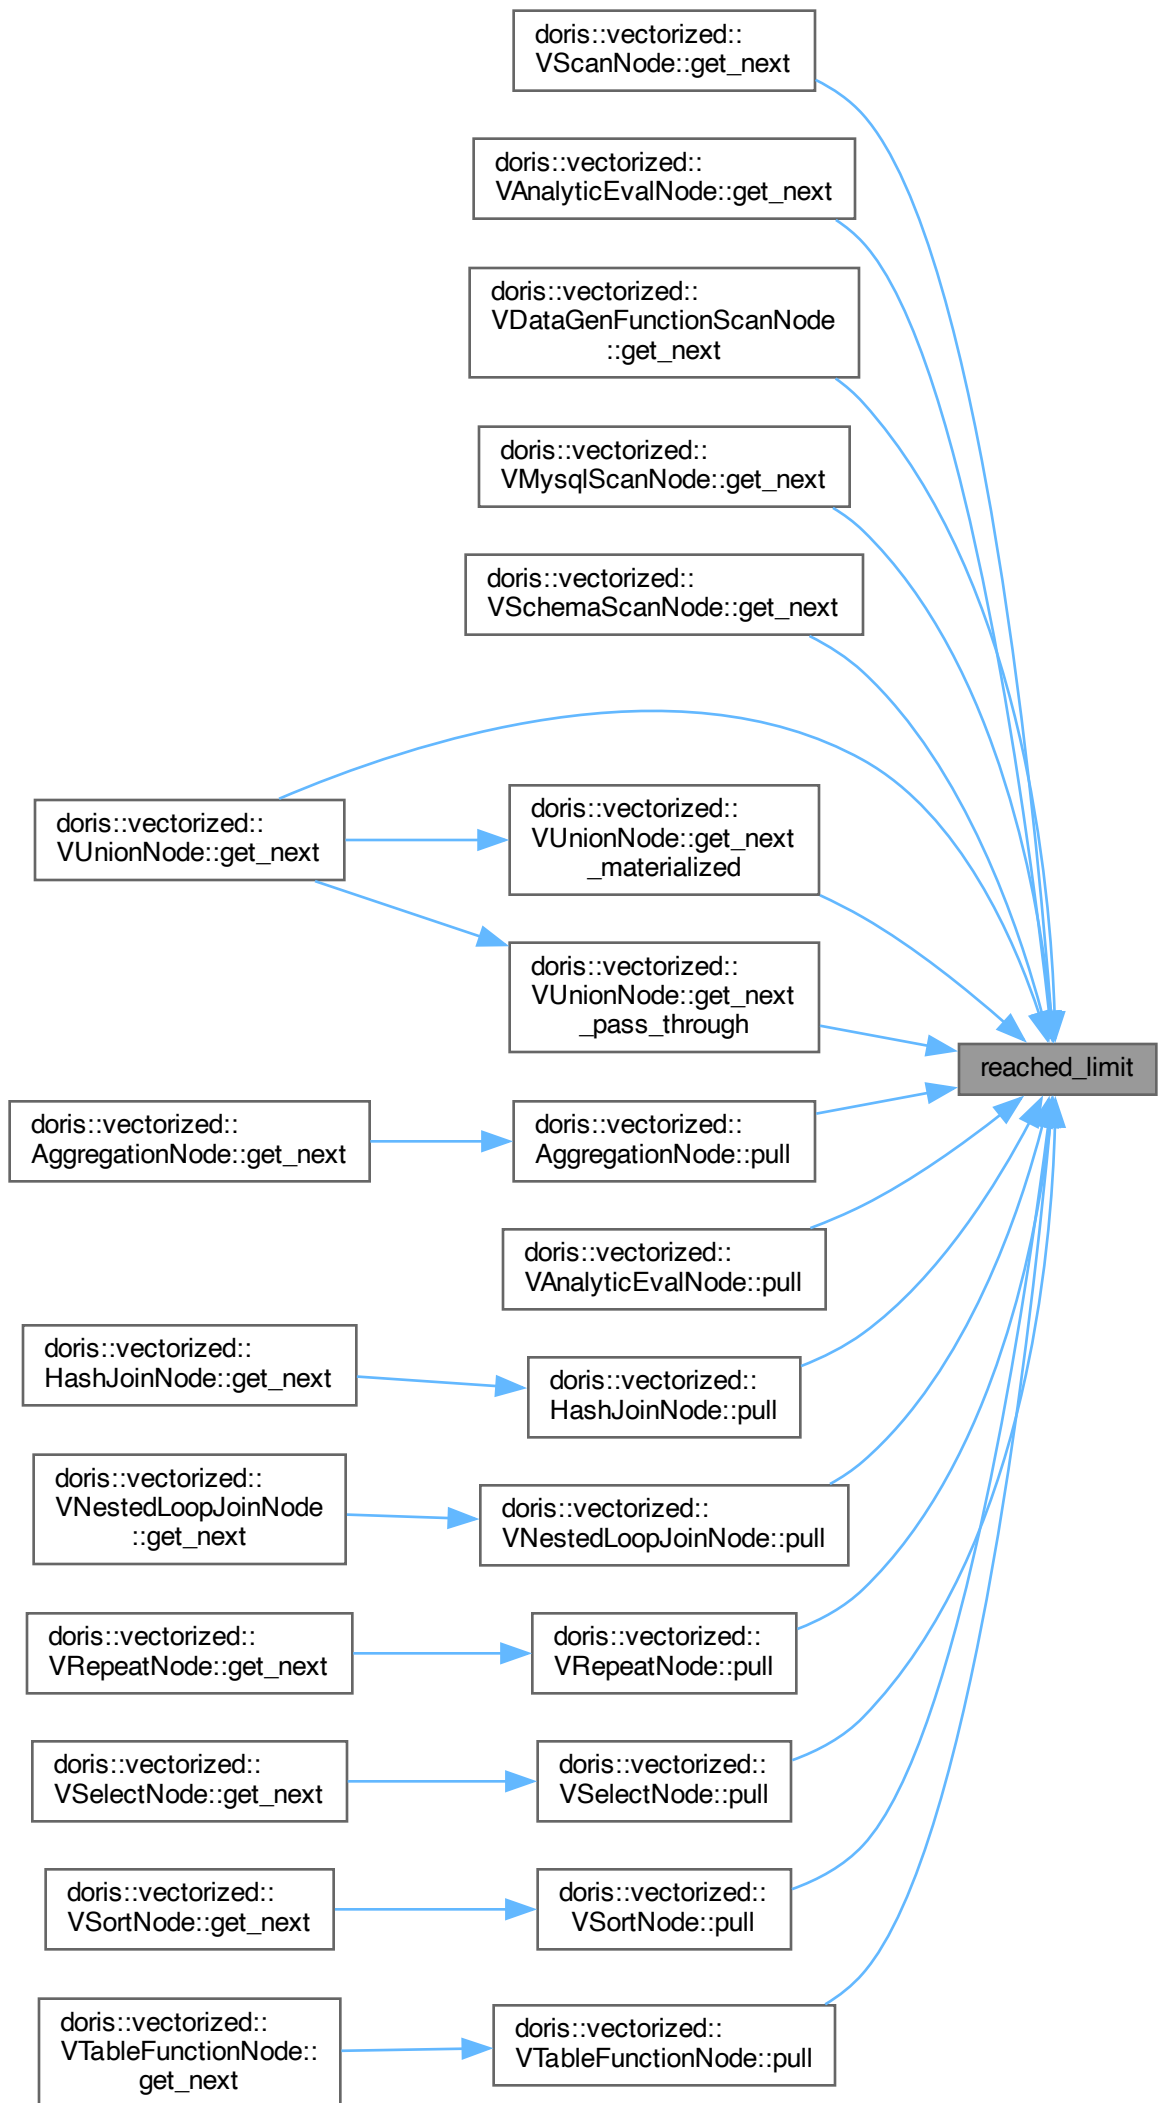 doris::vectorized::
VScanNode::get_next
doris::vectorized::
VAnalyticEvalNode::get_next
doris::vectorized::
VDataGenFunctionScanNode
::get_next
doris::vectorized::
VMysqlScanNode::get_next
doris::vectorized::
VSchemaScanNode::get_next
doris::vectorized::
VUnionNode::get_next
doris::vectorized::
VUnionNode::get_next
_materialized
doris::vectorized::
VUnionNode::get_next
_pass_through
reached_limit
doris::vectorized::
AggregationNode::get_next
doris::vectorized::
AggregationNode::pull
doris::vectorized::
VAnalyticEvalNode::pull
doris::vectorized::
HashJoinNode::get_next
doris::vectorized::
HashJoinNode::pull
doris::vectorized::
VNestedLoopJoinNode
::get_next
doris::vectorized::
VNestedLoopJoinNode::pull
doris::vectorized::
VRepeatNode::get_next
doris::vectorized::
VRepeatNode::pull
doris::vectorized::
VSelectNode::get_next
doris::vectorized::
VSelectNode::pull
doris::vectorized::
VSortNode::get_next
doris::vectorized::
VSortNode::pull
doris::vectorized::
VTableFunctionNode::
get_next
doris::vectorized::
VTableFunctionNode::pull